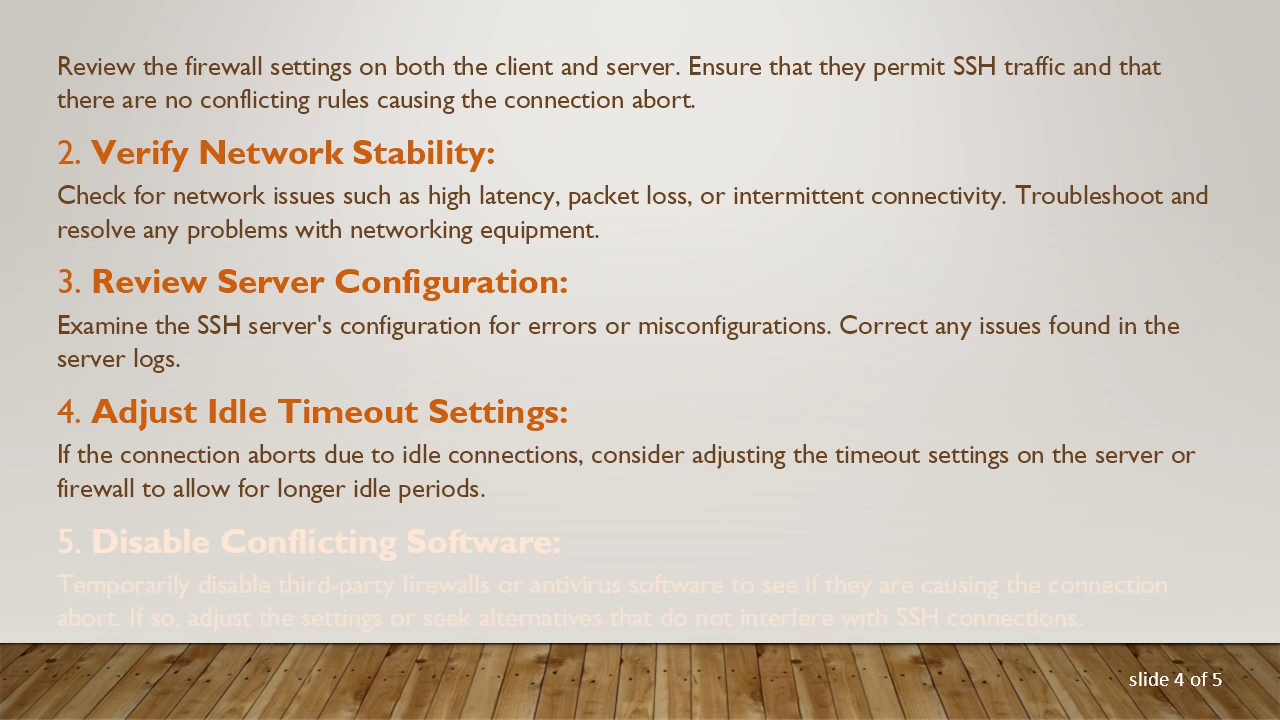 Review the firewall settings on both the client and server. Ensure that they permit SSH traffic and that
there are no conflicting rules causing the connection abort.
2. Verify Network Stability:
Check for network issues such as high latency, packet loss, or intermittent connectivity. Troubleshoot and
resolve any problems with networking equipment.
3. Review Server Configuration:
Examine the SSH server's configuration for errors or misconfigurations. Correct any issues found in the
server logs.
4. Adjust Idle Timeout Settings:
If the connection aborts due to idle connections, consider adjusting the timeout settings on the server or
firewall to allow for longer idle periods.
5. Disable Conflicting Software:
Temporarily disable third-party firewalls or antivirus software to see if they are causing the connection
abort. If so, adjust the settings or seek alternatives that do not interfere with SSH connections.
slide 4 of 5